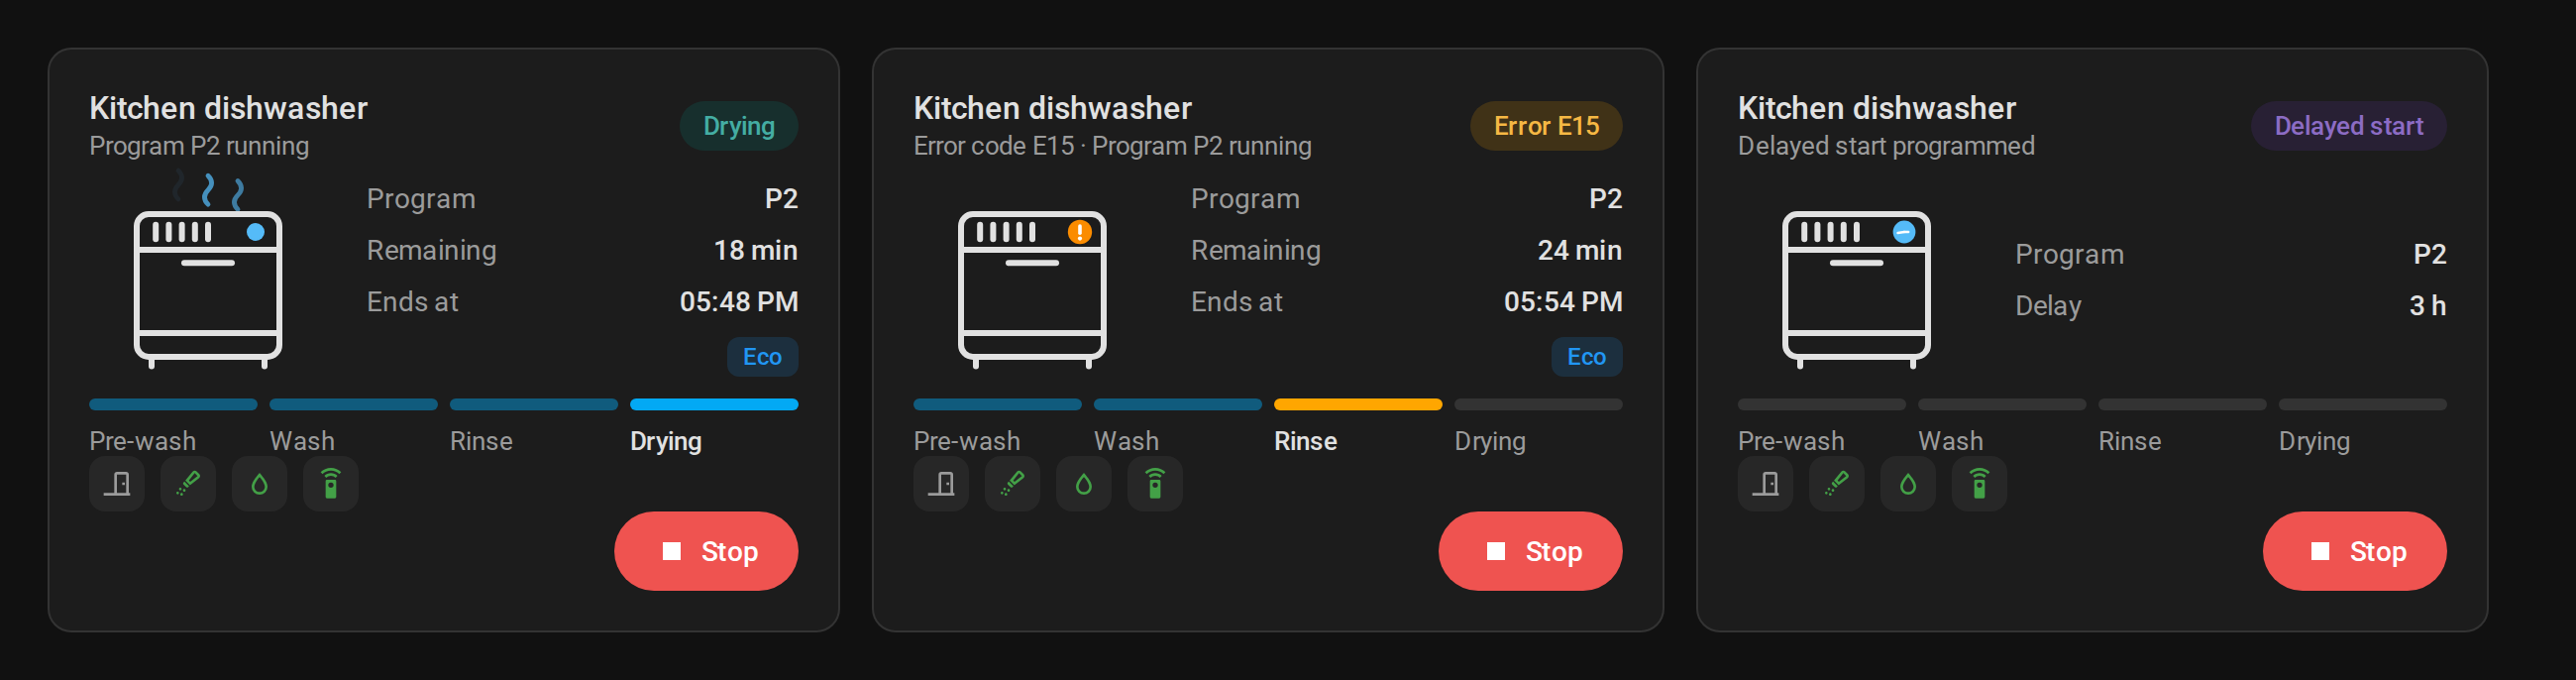 Kitchen dishwasher
Program P2 running
Drying
Program P2
Remaining 18 min
Ends at 05:48 PM
Eco
Pre-wash Wash Rinse Drying
Stop
Kitchen dishwasher
Error code E15 · Program P2 running
Error E15
Program P2
Remaining 24 min
Ends at 05:54 PM
Eco
Pre-wash Wash Rinse Drying
Stop
Kitchen dishwasher
Delayed start programmed
Delayed start
Program P2
Delay 3 h
Pre-wash Wash Rinse Drying
Stop